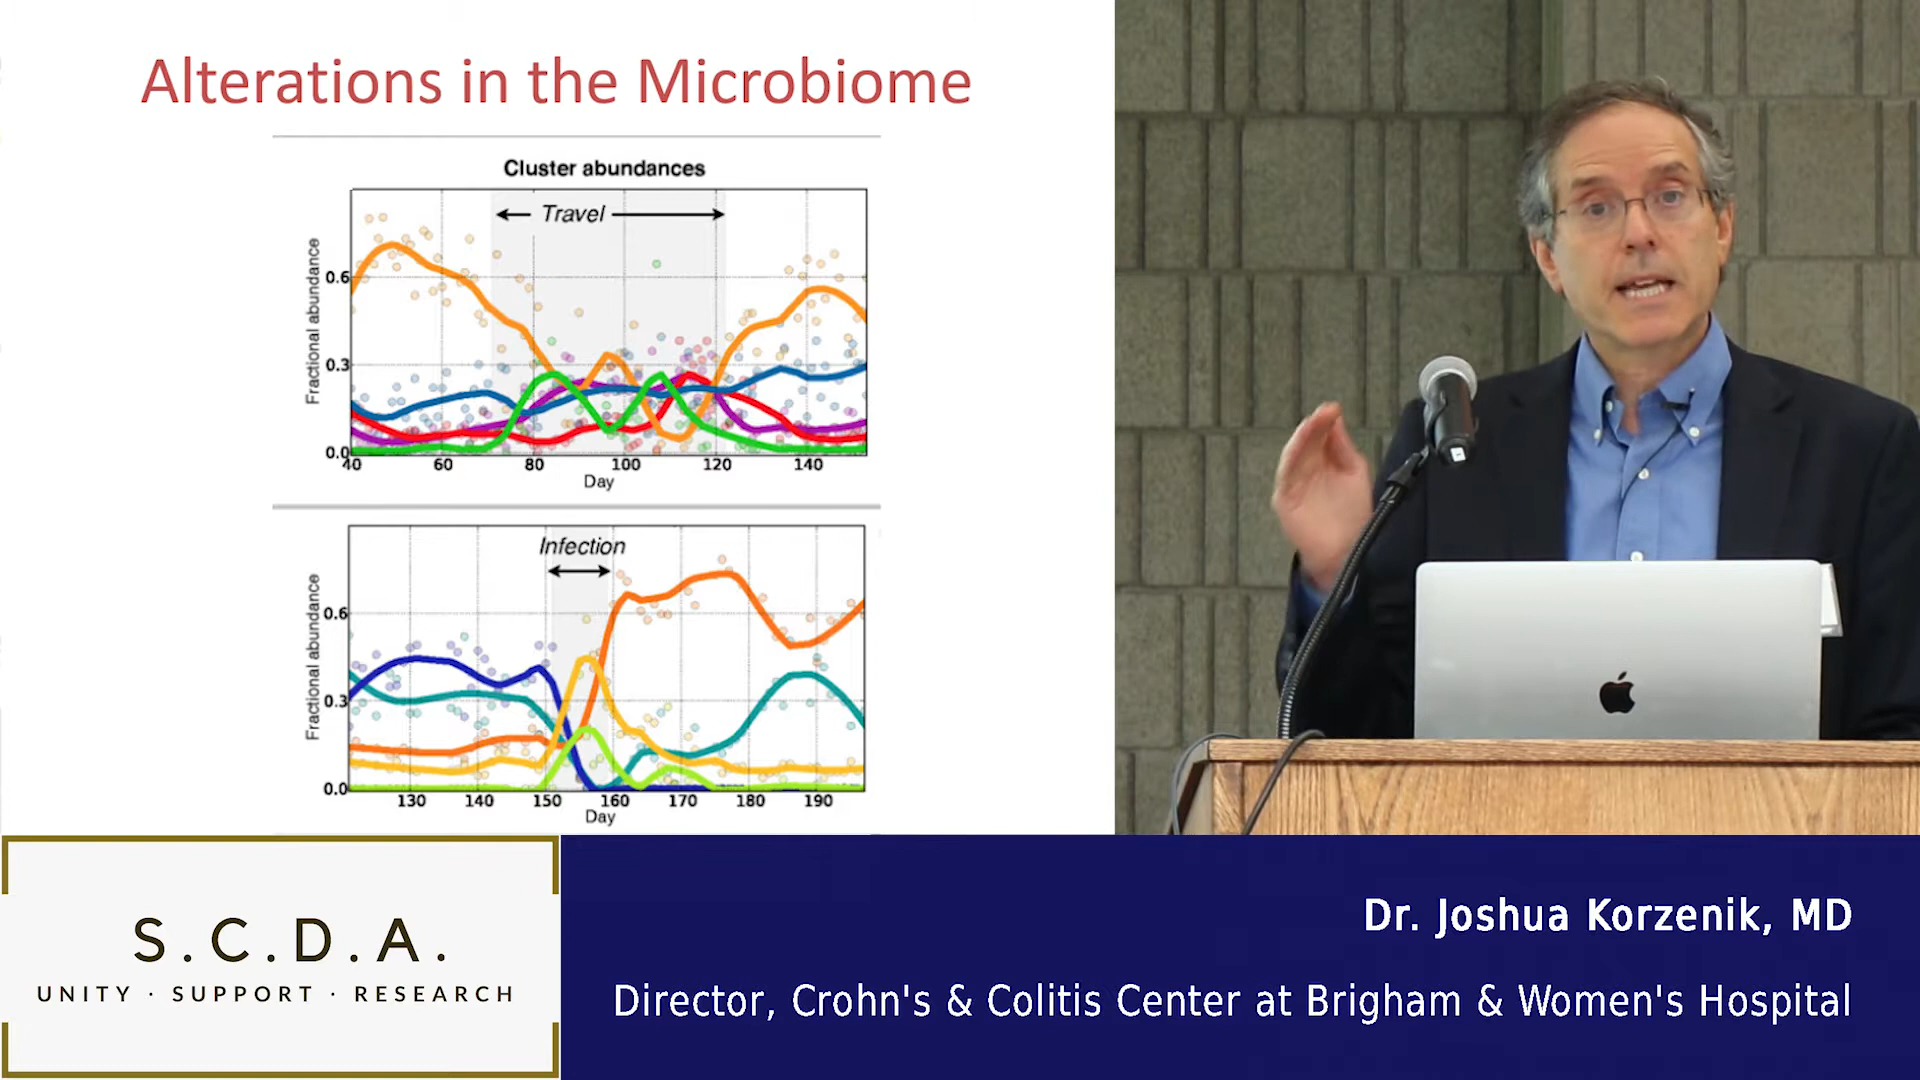 Alterations in the Microbiome
Cluster abundances
Travel
Fractional abundance
0.6
0.3
0.0
40 60 80 100 120 140
Day
Infection
Fractional abundance
0.6
0.3
0.0
130 140 150 160 170 180 190
Day
S.C.D.A.
UNITY · SUPPORT · RESEARCH
Dr. Joshua Korzenik, MD
Director, Crohn's & Colitis Center at Brigham & Women's Hospital